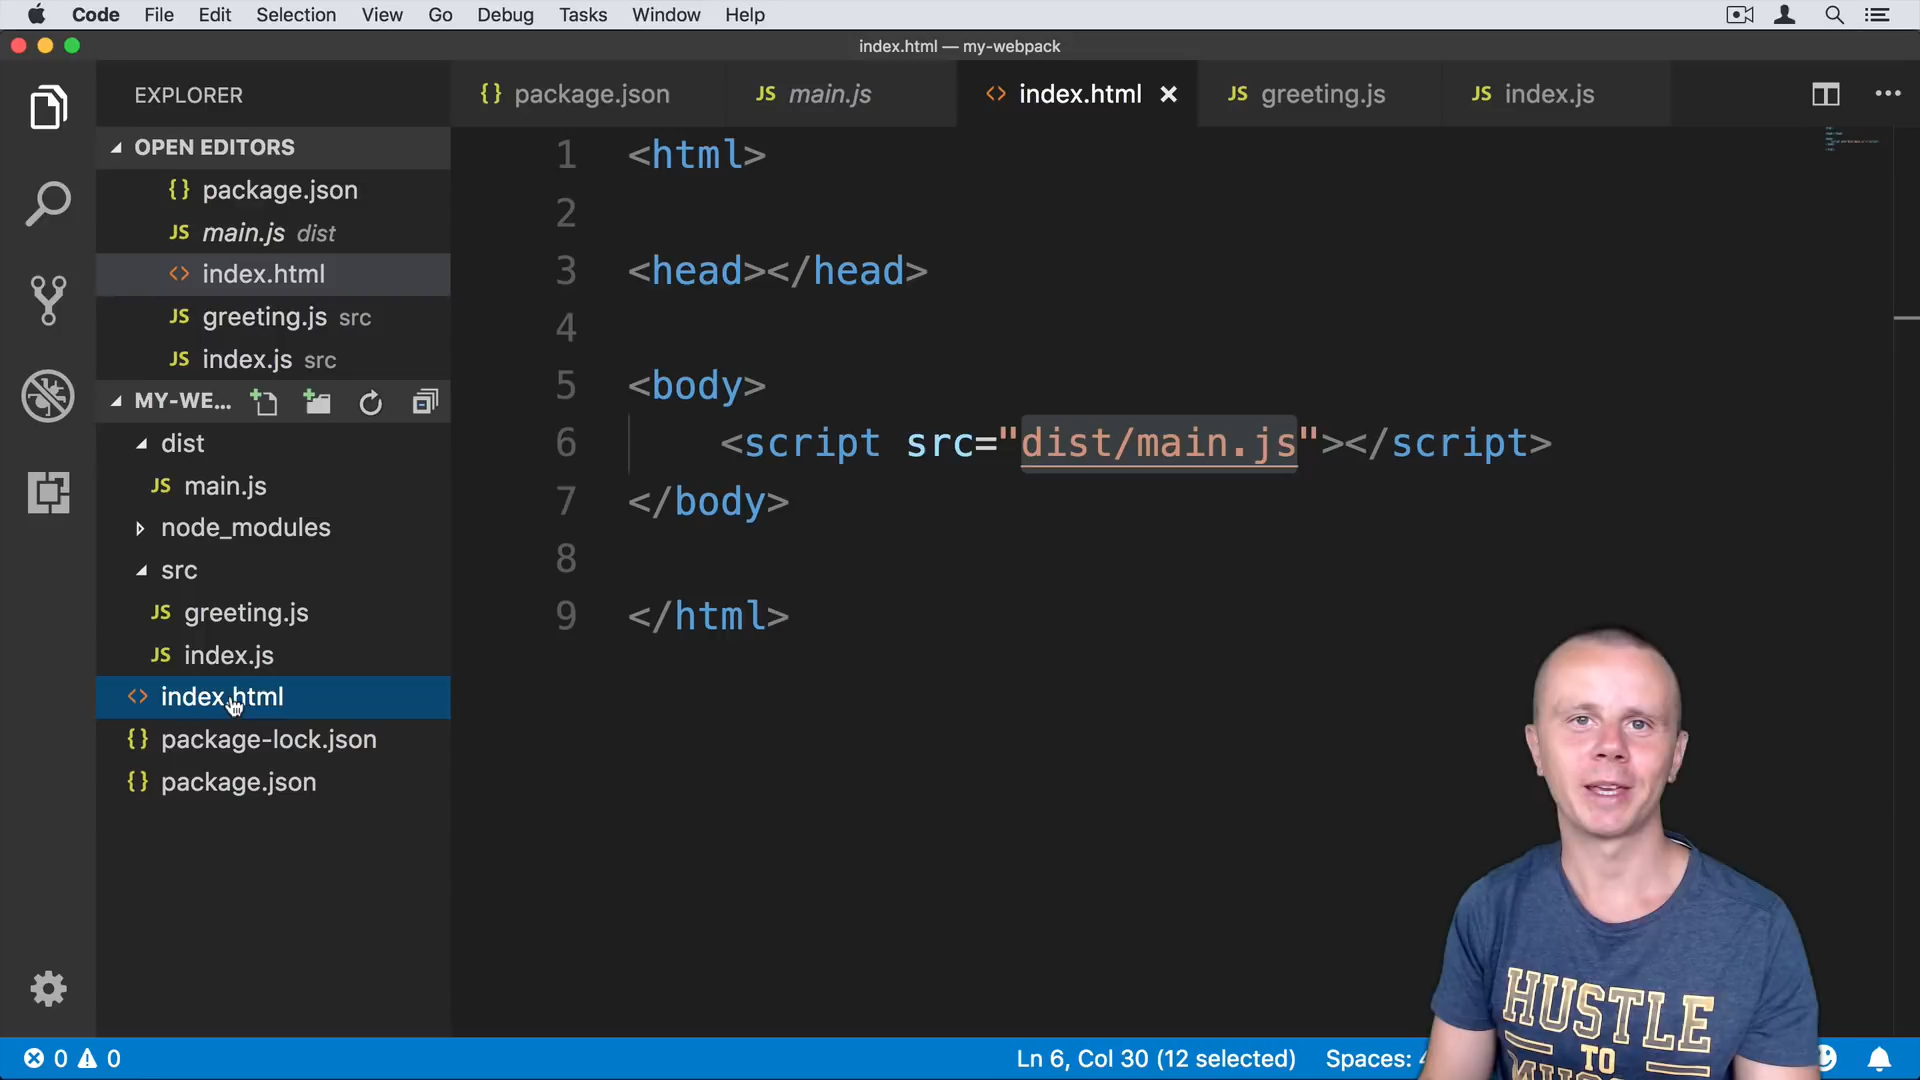 Code File Edit Selection View Go Debug Tasks Window Help
index.html — my-webpack
EXPLORER
{} package.json
JS main.js
<> index.html ×
JS greeting.js
JS index.js
OPEN EDITORS
{} package.json
JS main.js dist
<> index.html
JS greeting.js src
JS index.js src
MY-WE...
dist
JS main.js
node_modules
src
JS greeting.js
JS index.js
<> index.html
{} package-lock.json
{} package.json
1 <html>
2
3 <head></head>
4
5 <body>
6 <script src="dist/main.js"></script>
7 </body>
8
9 </html>
HUSTLE
TO
0 0
Ln 6, Col 30 (12 selected) Spaces: